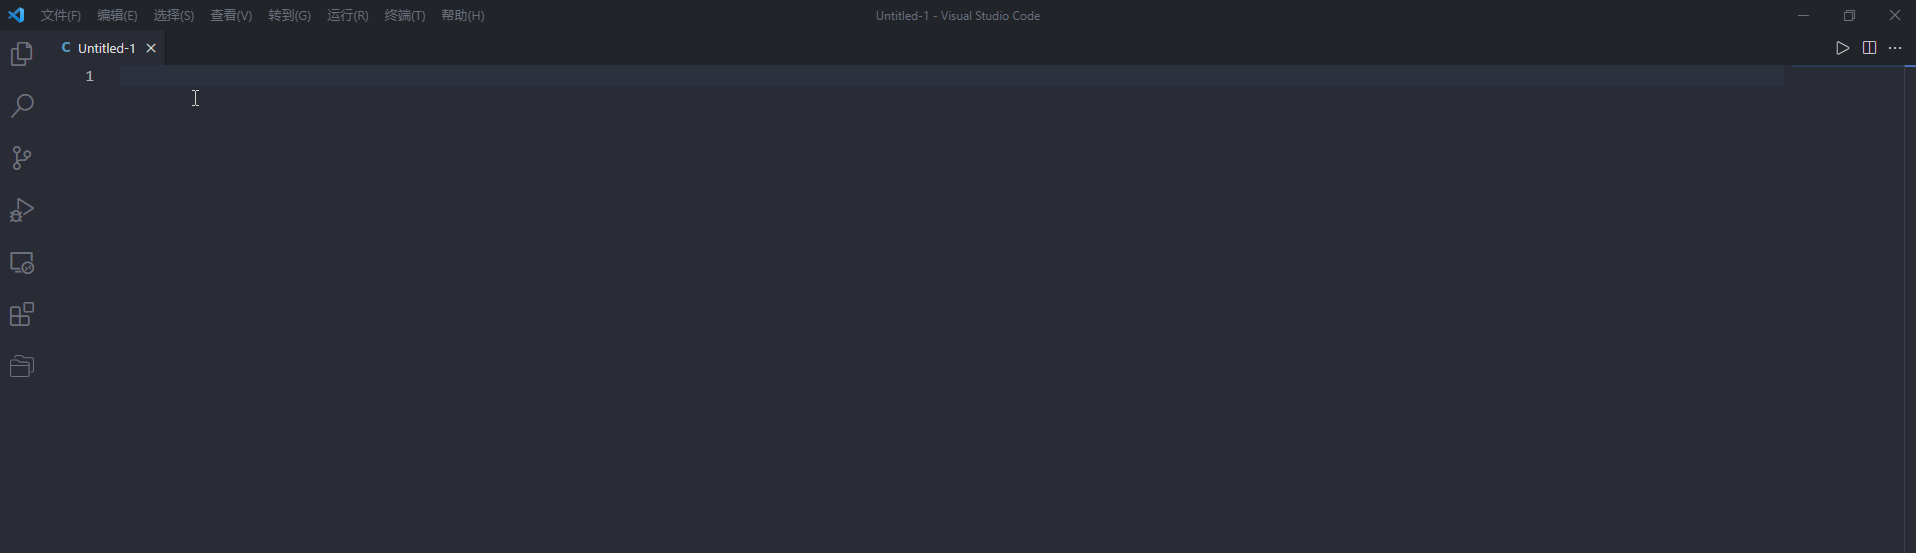 文件(F) 编辑(E) 选择(S) 查看(V) 转到(G) 运行(R) 终端(T) 帮助(H) Untitled-1 - Visual Studio Code
C Untitled-1
1